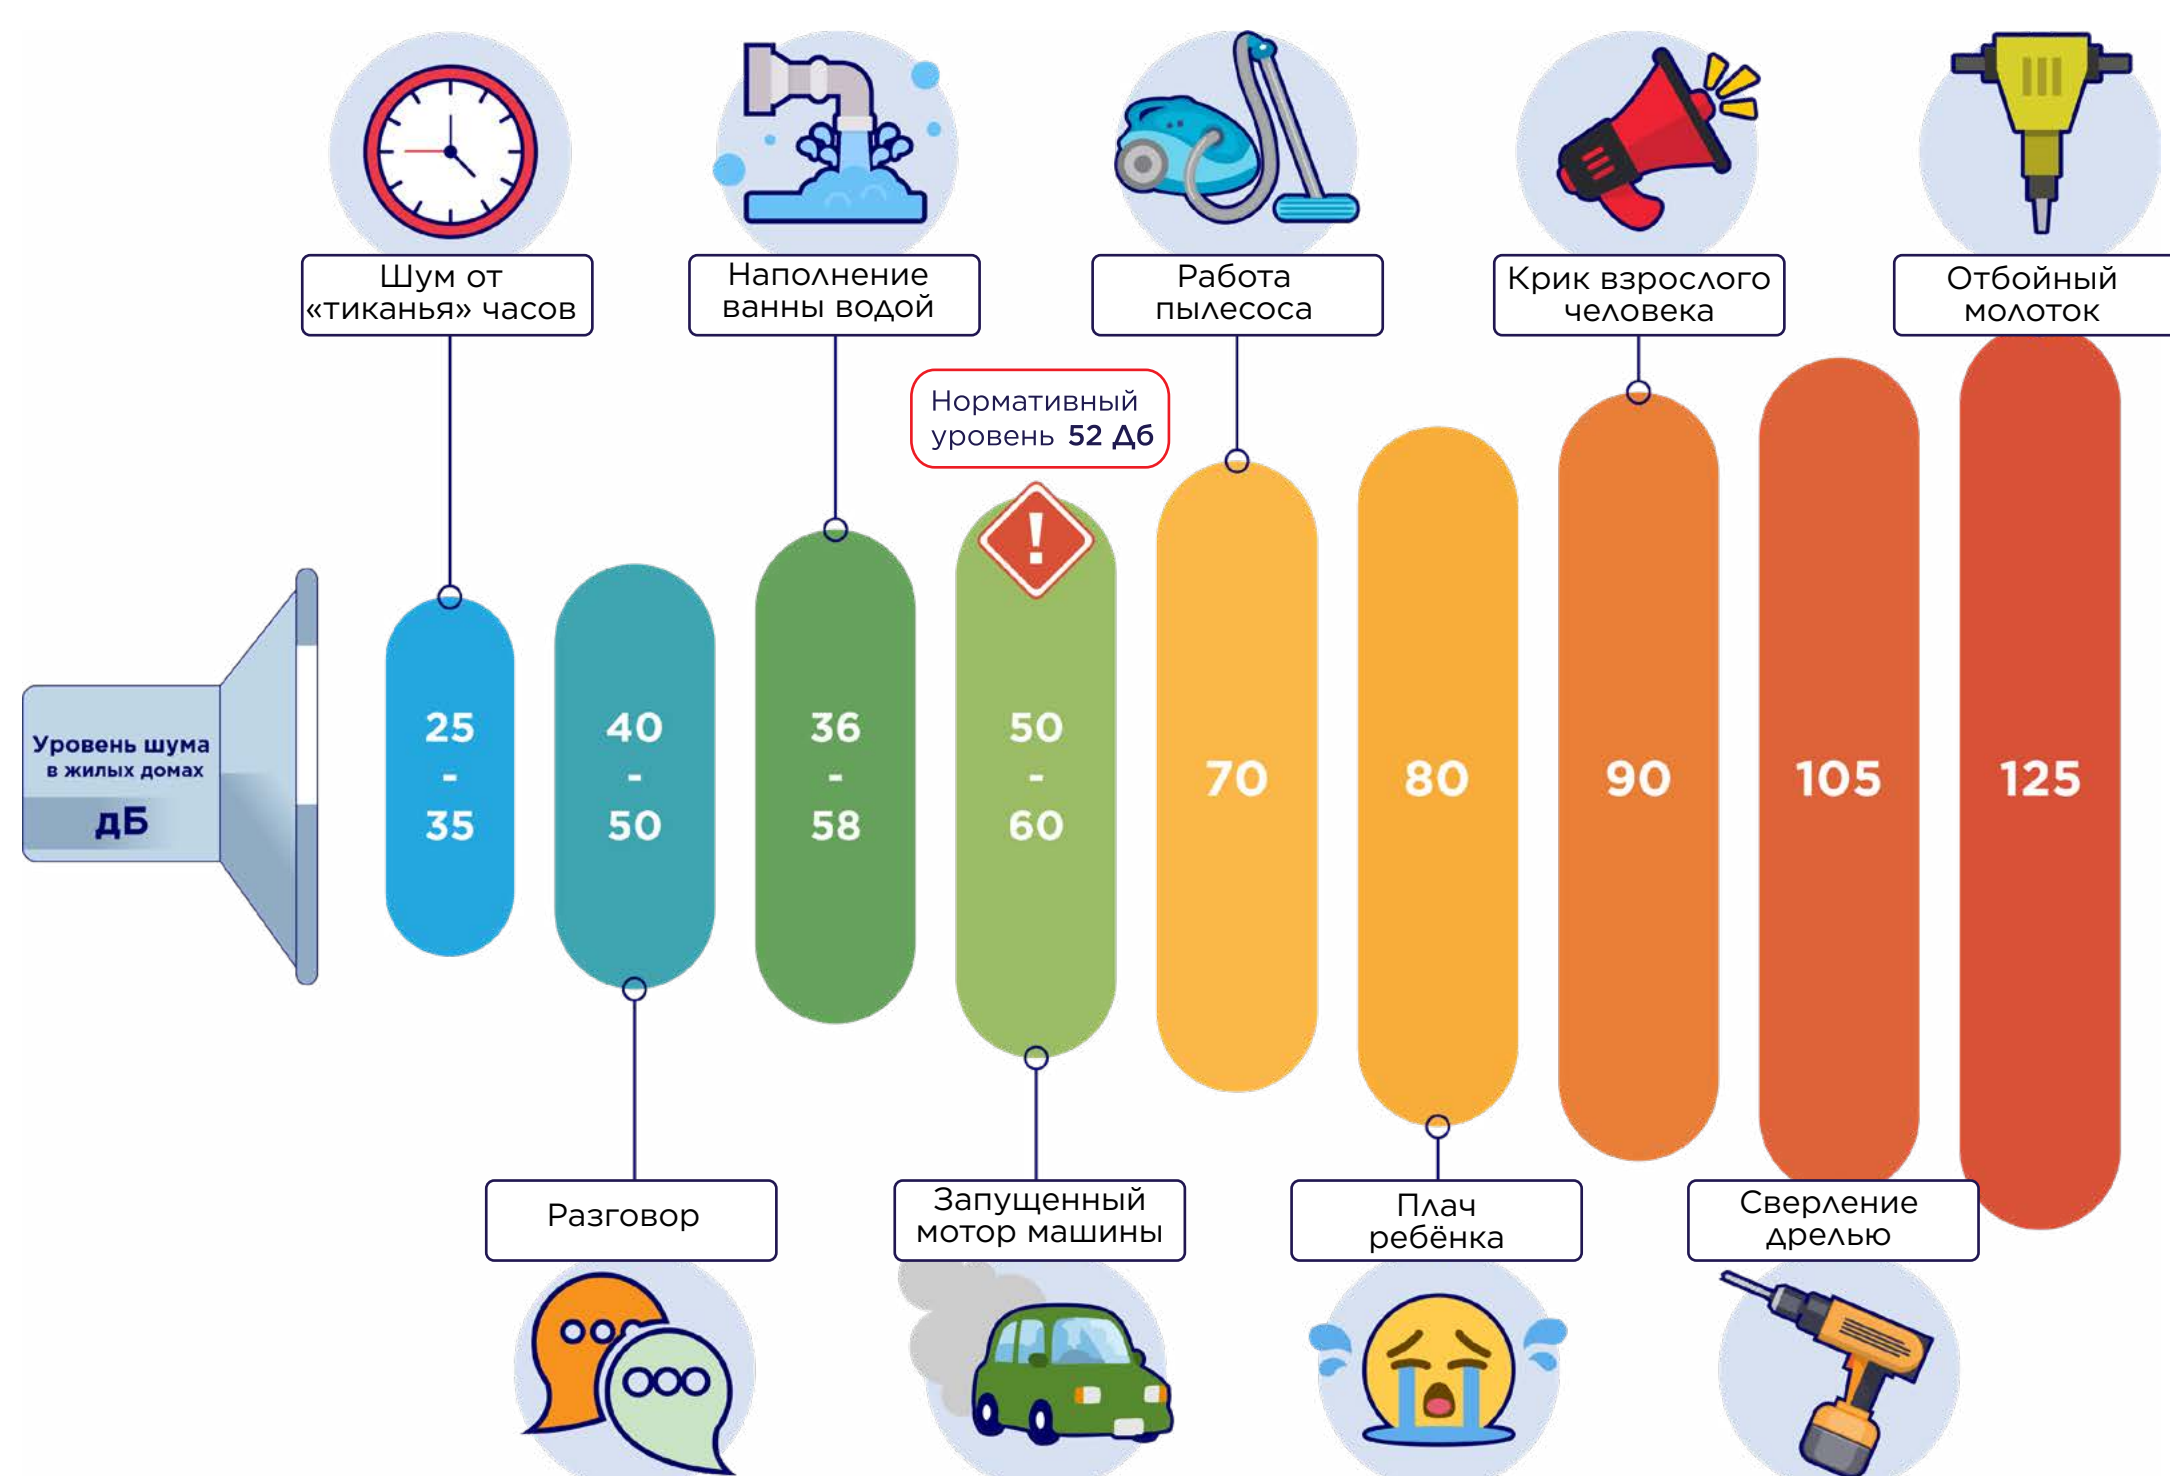 Шум от
«тиканья» часов
Наполнение
ванны водой
Работа
пылесоса
Крик взрослого
человека
Отбойный
молоток
Нормативный
уровень 52 Дб
!
Уровень шума
в жилых домах
дБ
25
-
35
40
-
50
36
-
58
50
-
60
70
80
90
105
125
Разговор
Запущенный
мотор машины
Плач
ребёнка
Сверление
дрелью